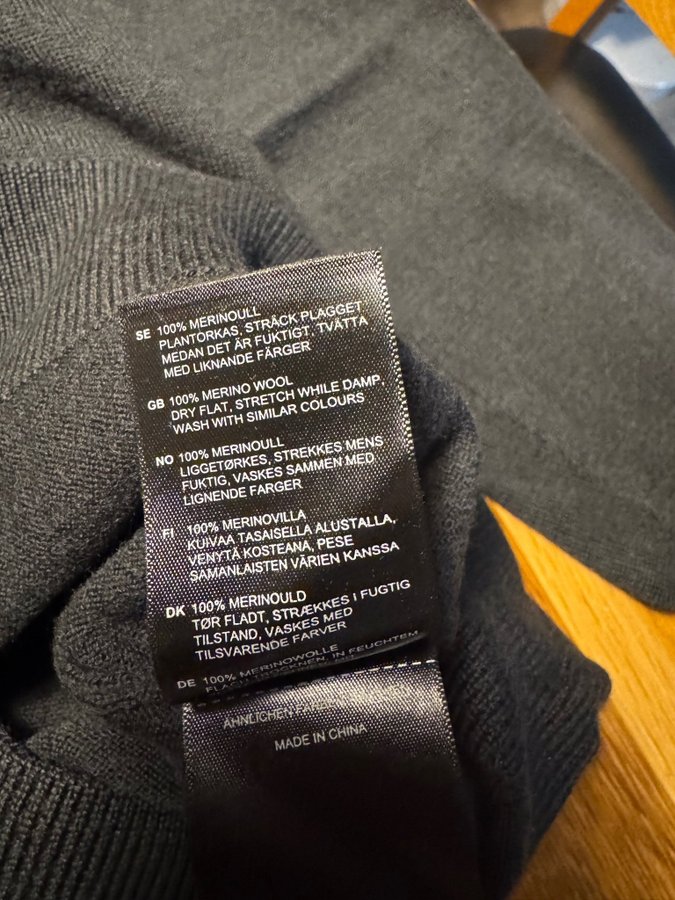 SE 100% MERINOULL
PLANTORKAS, STRÄCK PLAGGET
MEDAN DET ÄR FUKTIGT, TVÄTTA
MED LIKNANDE FÄRGER
GB 100% MERINO WOOL
DRY FLAT, STRETCH WHILE DAMP,
WASH WITH SIMILAR COLOURS
NO 100% MERINOULL
LIGGETØRKES, STREKKES MENS
FUKTIG, VASKES SAMMEN MED
LIGNENDE FARGER
FI 100% MERINOVILLA
KUIVAA TASAISELLA ALUSTALLA,
VENYTÄ KOSTEANA, PESE
SAMANLAISTEN VÄRIEN KANSSA
DK 100% MERINOULD
TØR FLADT, STRÆKKES I FUGTIG
TILSTAND, VASKES MED
TILSVARENDE FARVER
DE 100% MERINOWOLLE
FLACH TROCKNEN, IN FEUCHTEM
ÄHNLICHEN
MADE IN CHINA